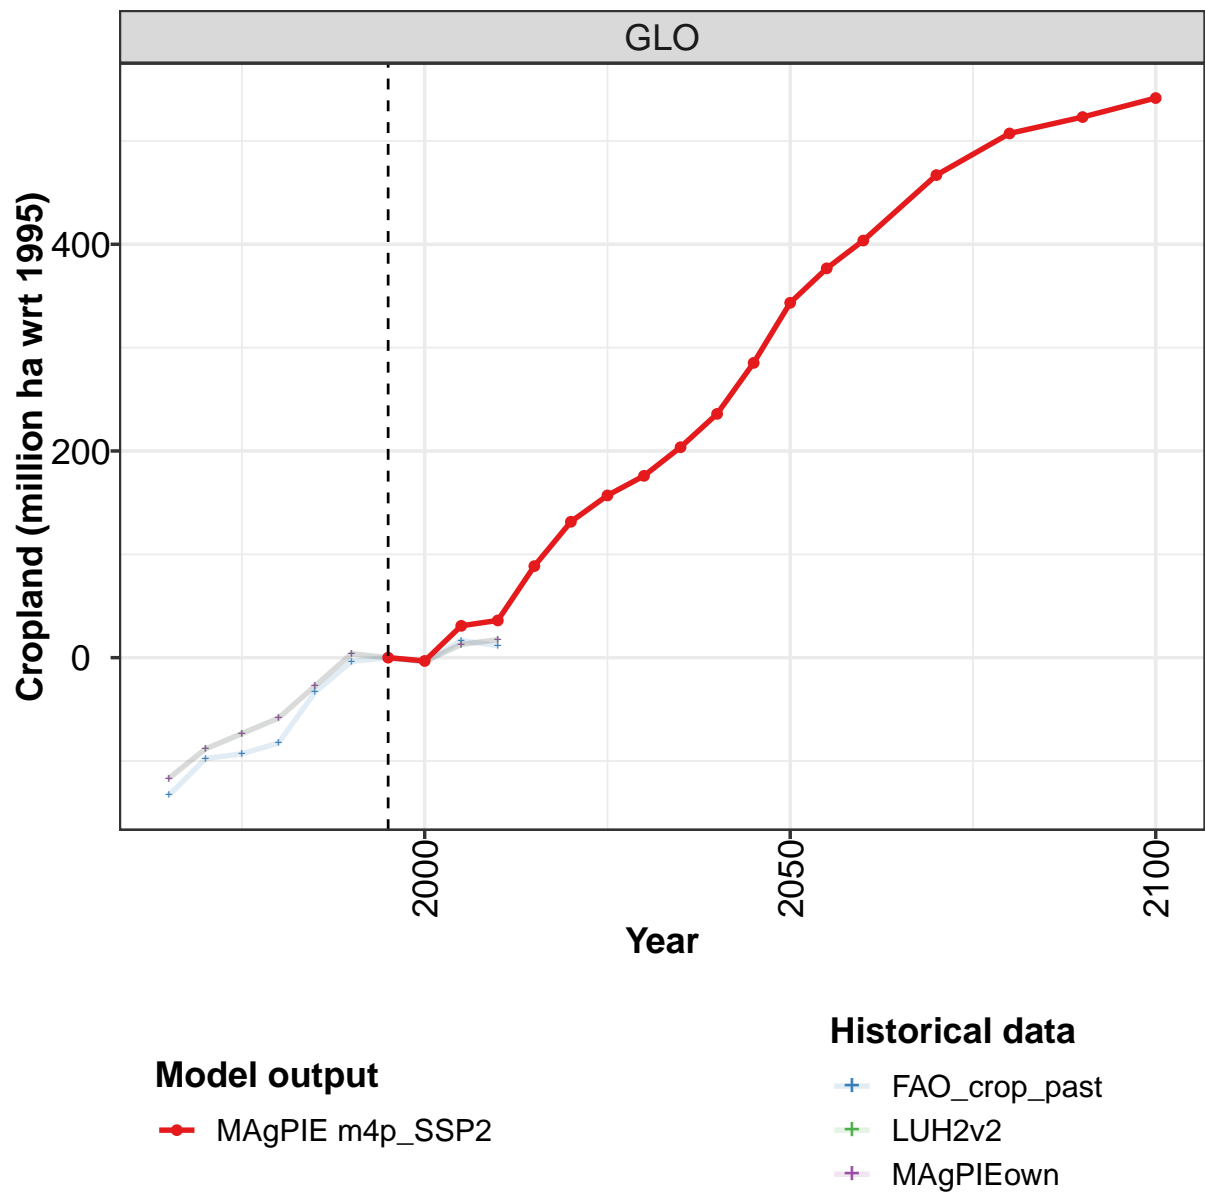 GLO
Cropland (million ha wrt 1995)
400
200
0
2000
2050
2100
Year
Model output
MAgPIE m4p_SSP2
Historical data
FAO_crop_past
LUH2v2
MAgPIEown